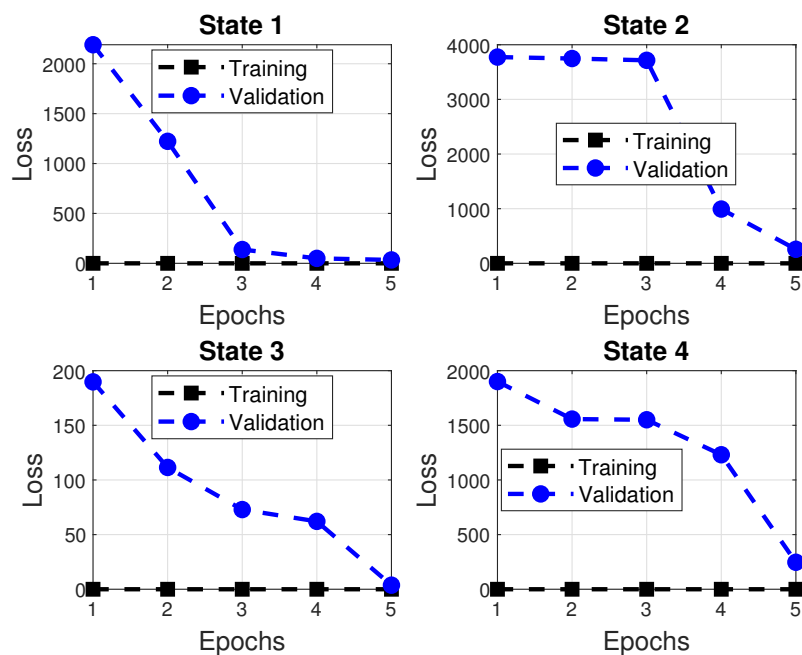 State 1
2000
1500
1000
500
0
Loss
Training
Validation
1 2 3 4 5
Epochs
State 2
4000
3000
2000
1000
0
Loss
Training
Validation
1 2 3 4 5
Epochs
State 3
200
150
100
50
0
Loss
Training
Validation
1 2 3 4 5
Epochs
State 4
2000
1500
1000
500
0
Loss
Training
Validation
1 2 3 4 5
Epochs